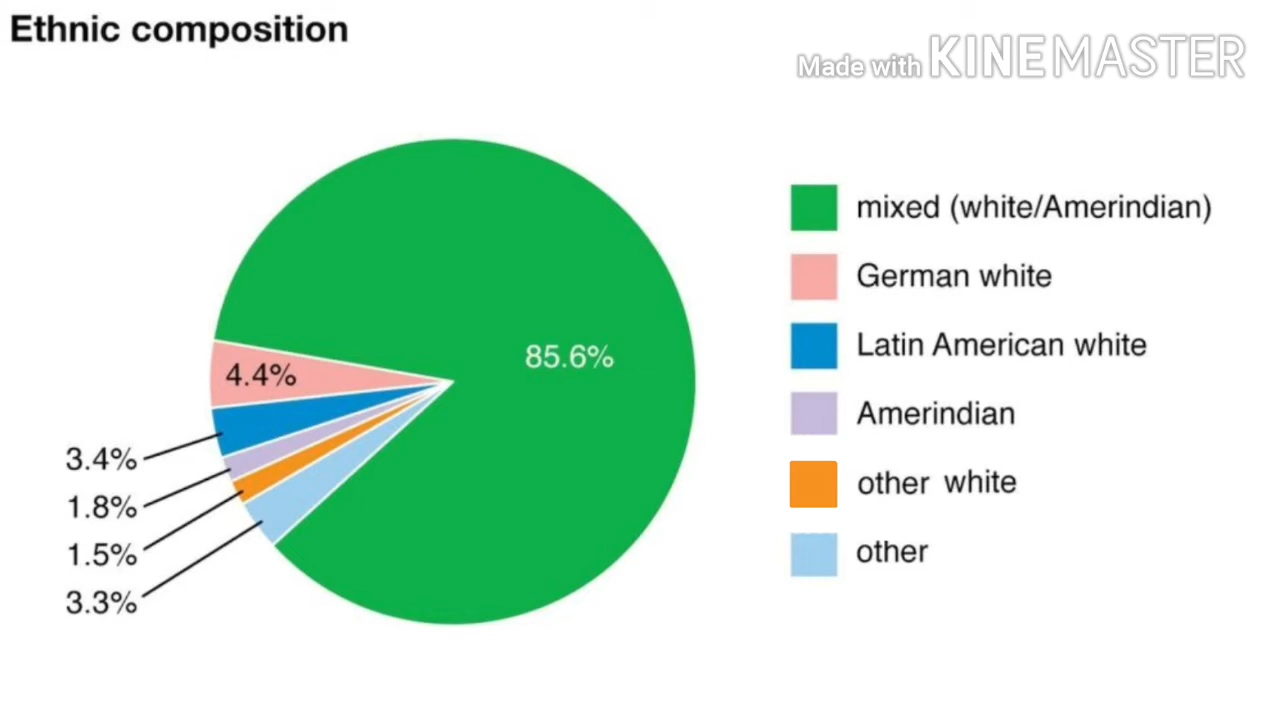 Ethnic composition
Made with KINEMASTER
85.6%
4.4%
3.4%
1.8%
1.5%
3.3%
mixed (white/Amerindian)
German white
Latin American white
Amerindian
other white
other